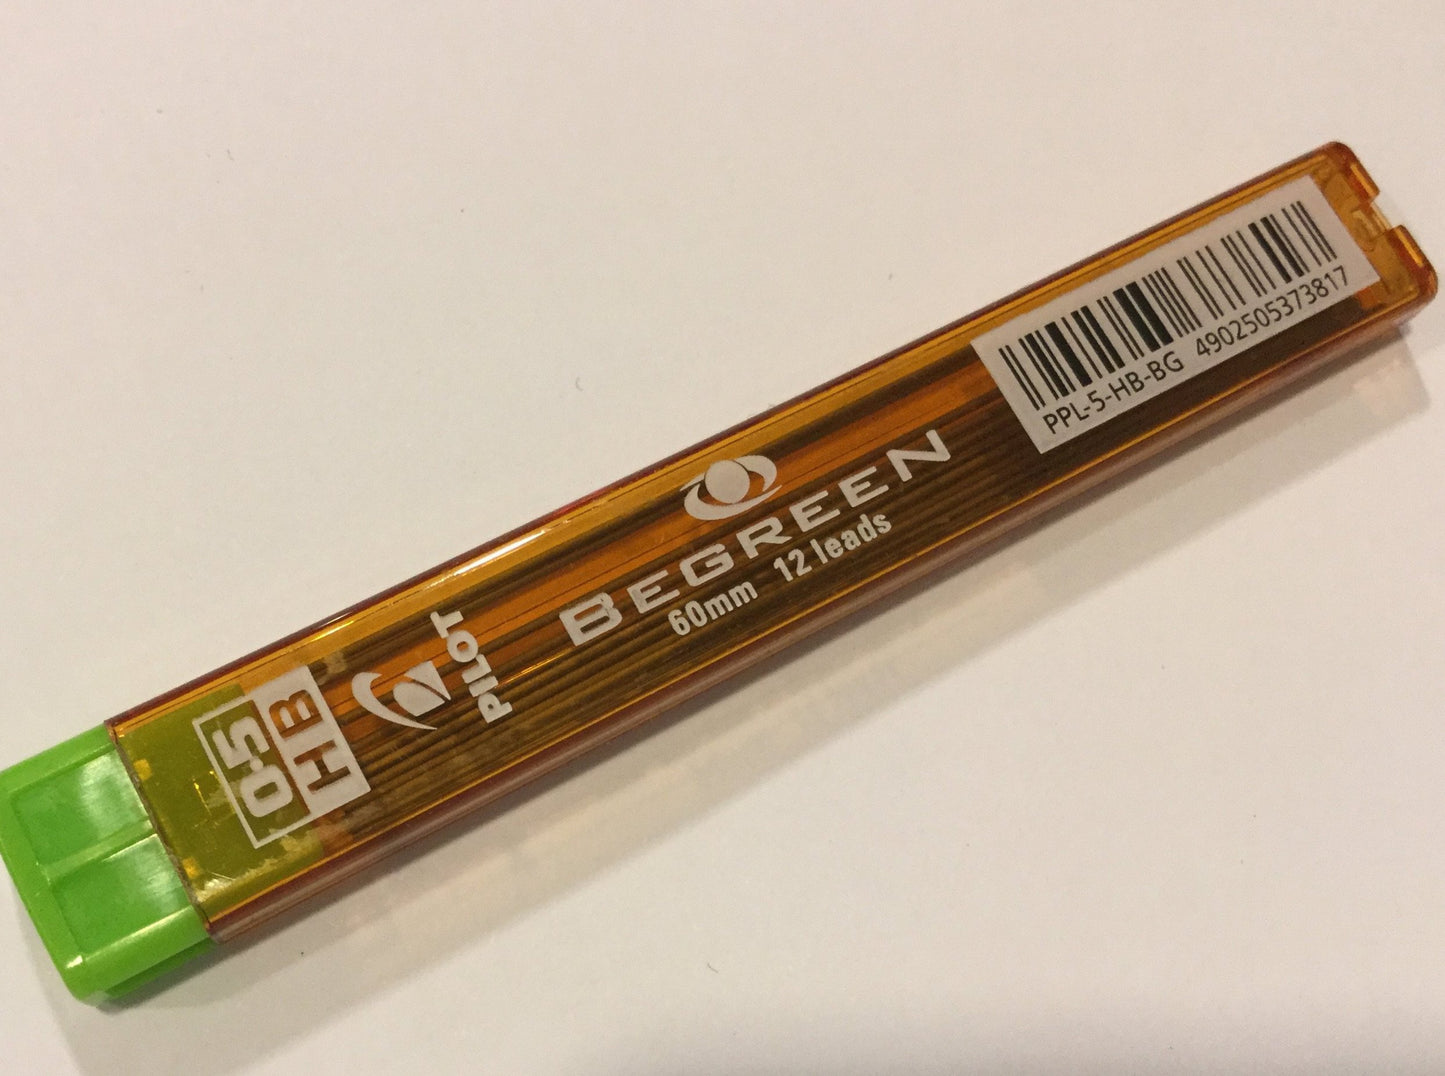 0.5
HB
PILOT
BEGREEN
60mm 12 leads
PPL-5-HB-BG 4902505373817